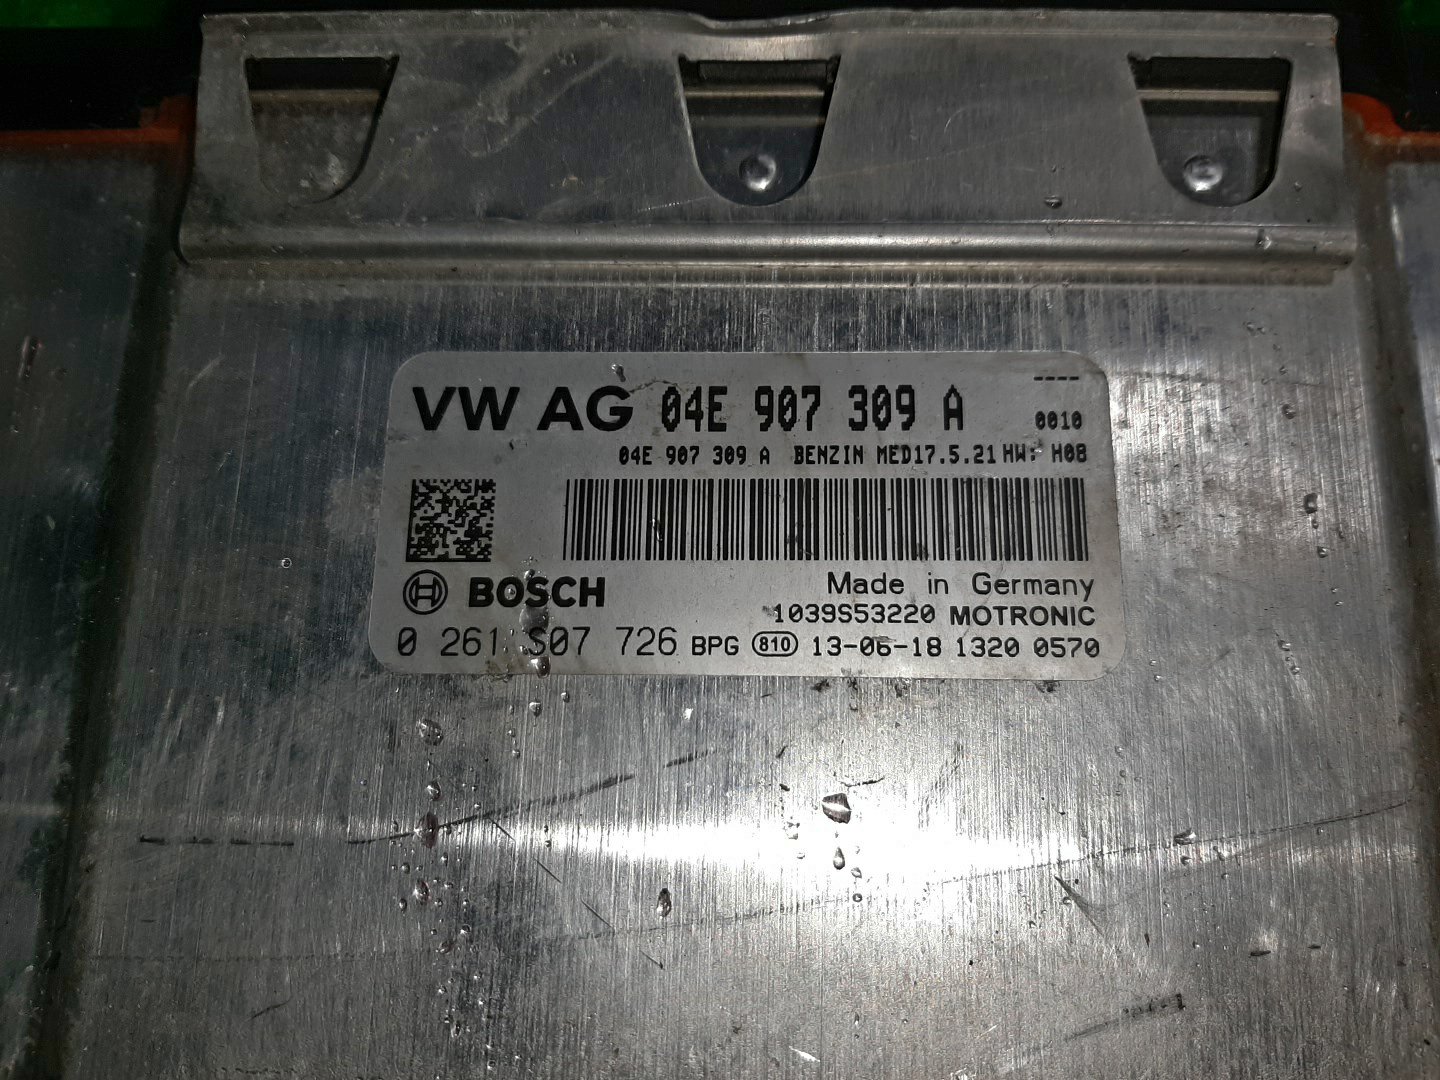 VW AG 04E 907 309 A
----
0010
04E 907 309 A BENZIN MED17.5.21 HW: H08
BOSCH
Made in Germany
1039S53220 MOTRONIC
0 261 S07 726 BPG 810 13-06-18 1320 0570